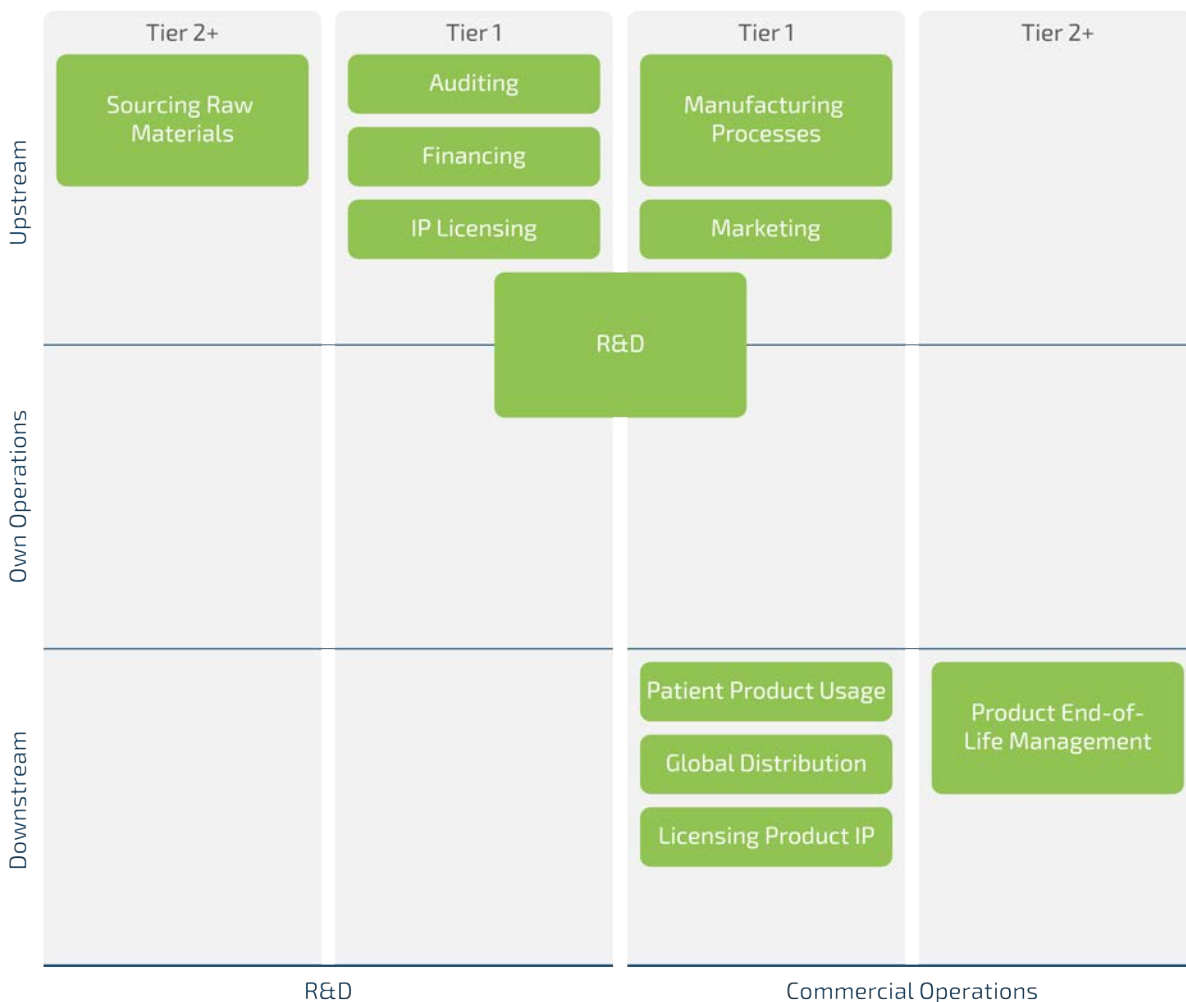 Tier 2+
Tier 1
Tier 1
Tier 2+
Upstream
Sourcing Raw
Materials
Auditing
Financing
IP Licensing
Manufacturing
Processes
Marketing
R&D
Own Operations
Downstream
Patient Product Usage
Global Distribution
Licensing Product IP
Product End-of-
Life Management
R&D
Commercial Operations